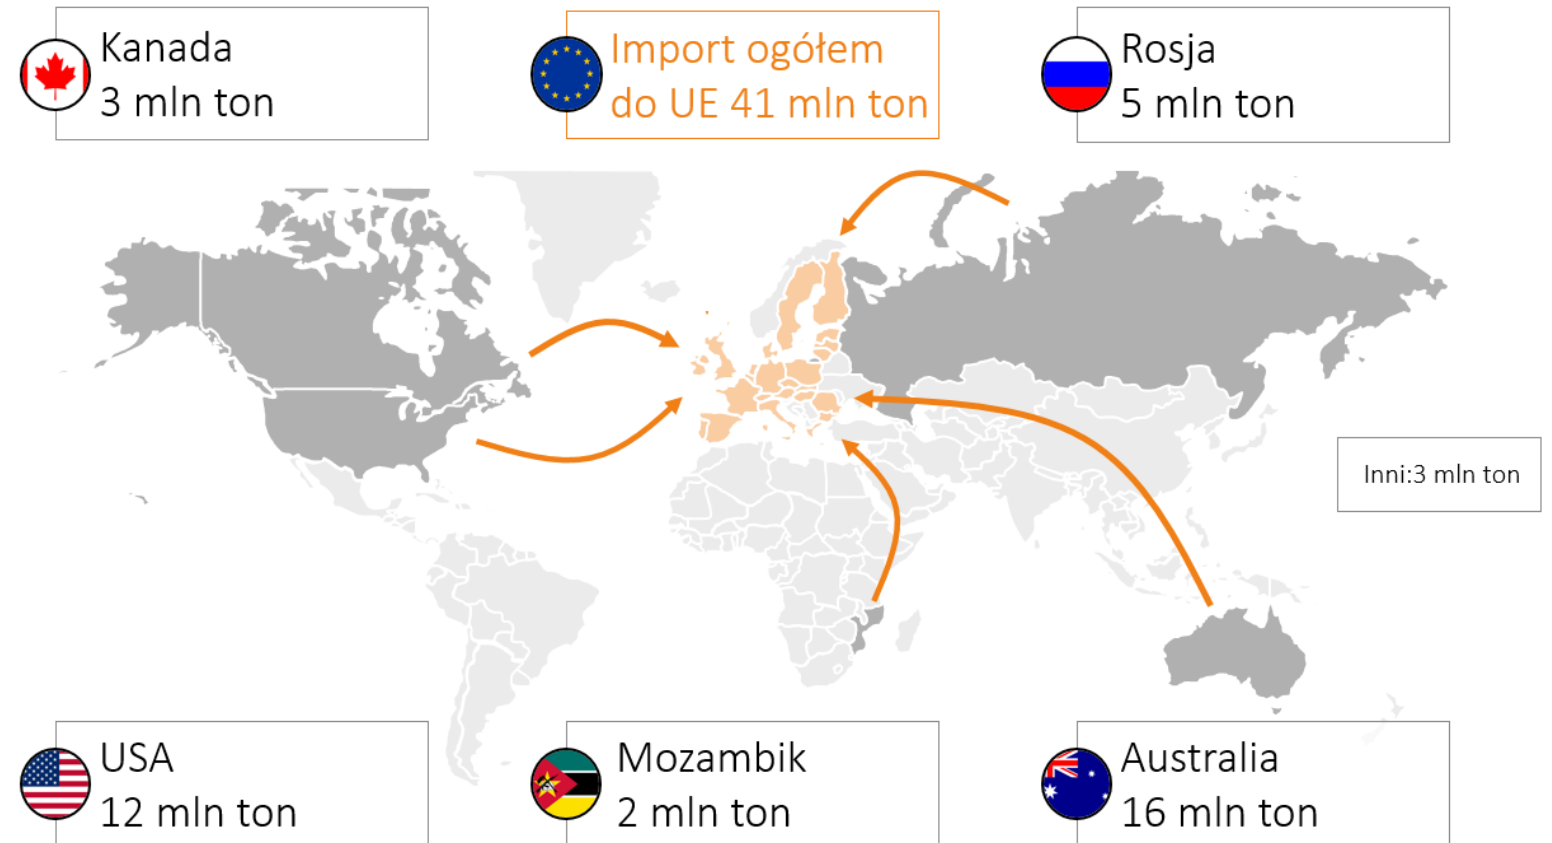 Kanada
3 mln ton
Import ogółem
do UE 41 mln ton
Rosja
5 mln ton
Inni:3 mln ton
USA
12 mln ton
Mozambik
2 mln ton
Australia
16 mln ton